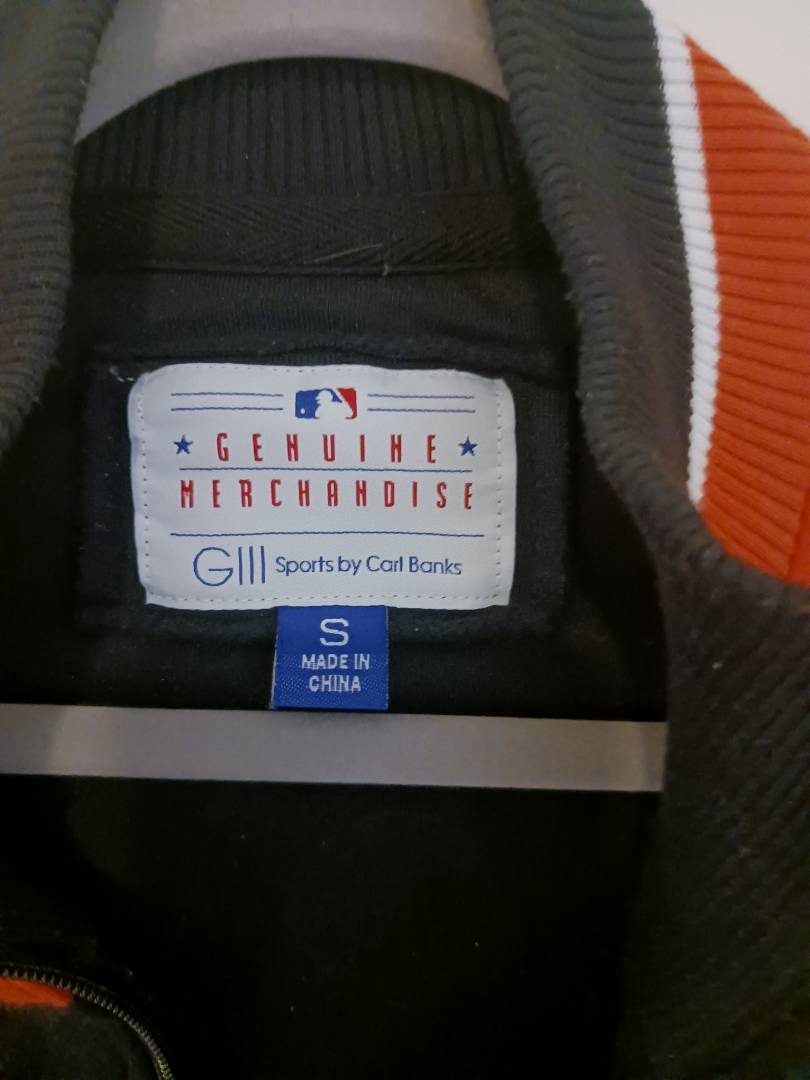 GENUINE
MERCHANDISE
GIII Sports by Carl Banks
S
MADE IN
CHINA